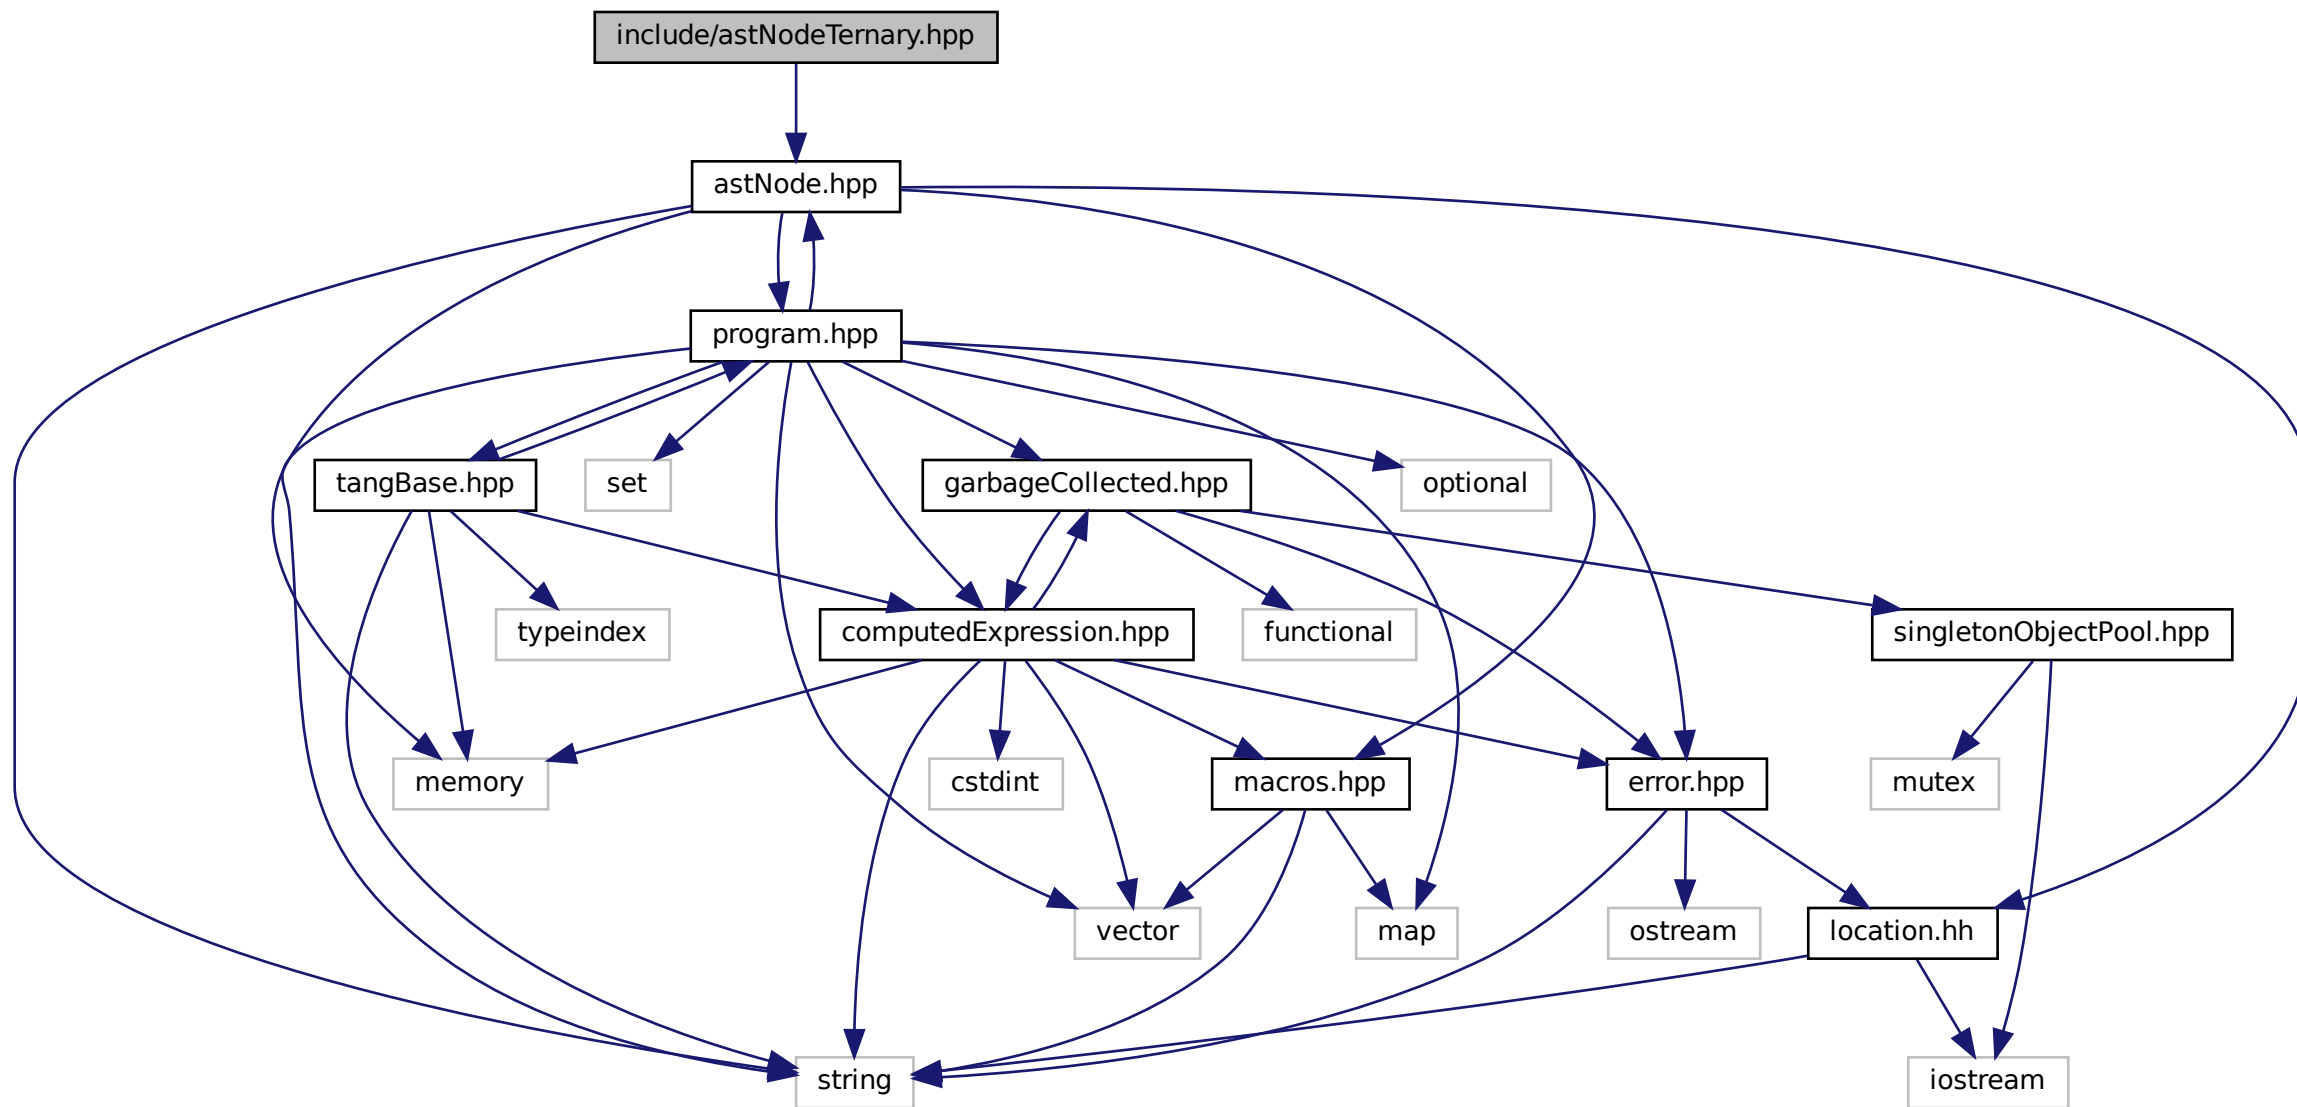 include/astNodeTernary.hpp
astNode.hpp
program.hpp
tangBase.hpp
set
garbageCollected.hpp
optional
typeindex
computedExpression.hpp
functional
singletonObjectPool.hpp
memory
cstdint
macros.hpp
error.hpp
mutex
vector
map
ostream
location.hh
string
iostream